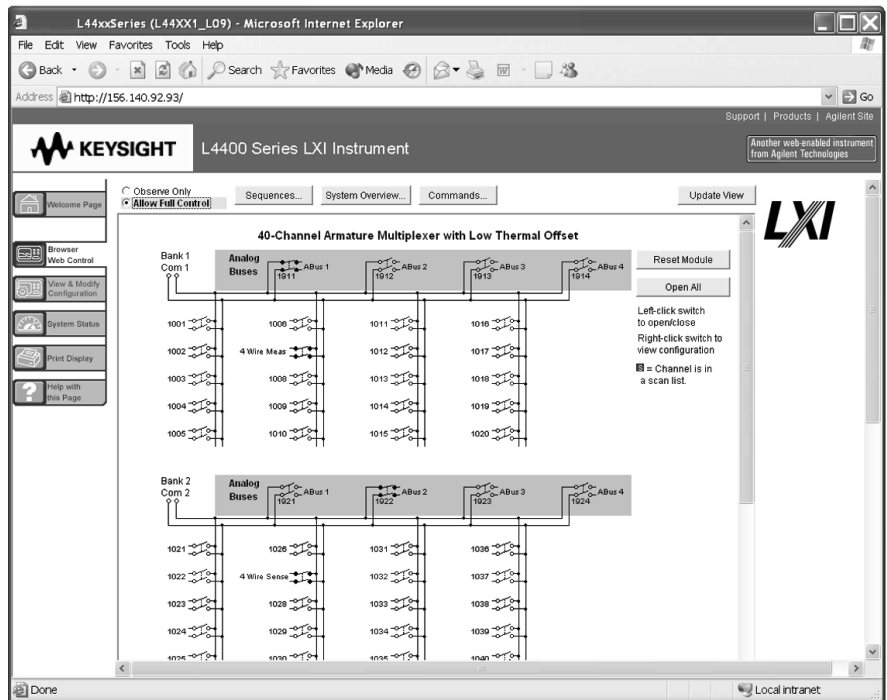 L44xxSeries (L44XX1_L09) - Microsoft Internet Explorer
File Edit View Favorites Tools Help
Back Search Favorites Media
Address http://156.140.92.93/ Go
Support | Products | Agilent Site
KEYSIGHT L4400 Series LXI Instrument
Another web-enabled instrument
from Agilent Technologies
Welcome Page
Browser
Web Control
View & Modify
Configuration
System Status
Print Display
Help with
this Page
Observe Only
Allow Full Control
Sequences... System Overview... Commands... Update View
LXI
40-Channel Armature Multiplexer with Low Thermal Offset
Bank 1
Com 1
Analog
Buses
ABus 1 ABus 2 ABus 3 ABus 4
1911 1912 1913 1914
1001 1006 1011 1016
1002 4 Wire Meas 1012 1017
1003 1008 1013 1018
1004 1009 1014 1019
1005 1010 1015 1020
Reset Module
Open All
Left-click switch
to open/close
Right-click switch to
view configuration
S = Channel is in
a scan list.
Bank 2
Com 2
Analog
Buses
ABus 1 ABus 2 ABus 3 ABus 4
1921 1922 1923 1924
1021 1026 1031 1036
1022 4 Wire Sense 1032 1037
1023 1028 1033 1038
1024 1029 1034 1039
1025 1030 1035 1040
Done Local intranet